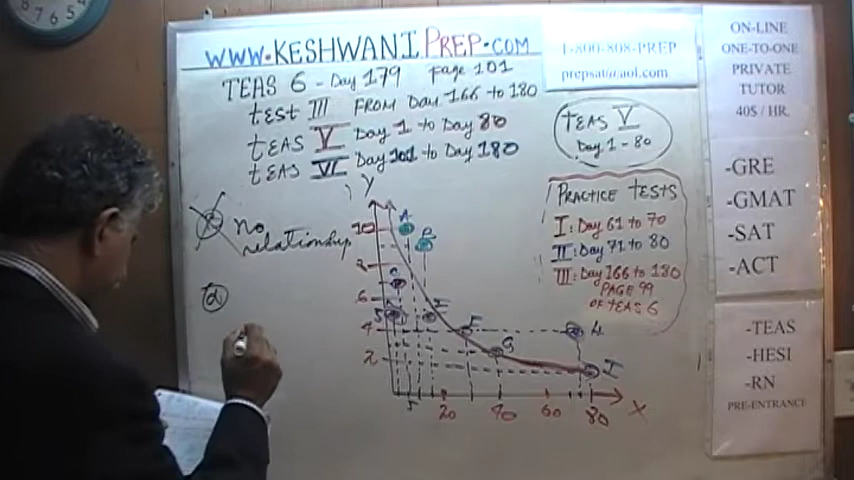 WWW.KESHWANIPREP.COM
TEAS 6 - Day 179 Page 101
tEst III FROM Day 166 to 180
tEAS V Day 1 to Day 80
tEAS VI Day 101 to Day 180
1-800-808-PREP
prepsat@aol.com
tEAS V
Day 1-80
PRACTICE tESTS
I: Day 61 to 70
II: Day 71 to 80
III: Day 166 to 180
PAGE 99
OF tEAS 6
no
relationship
d
Y
10
6
4
2
5
20
40
60
80
X
A
F
G
I
ON-LINE
ONE-TO-ONE
PRIVATE
TUTOR
40$ / HR.
-GRE
-GMAT
-SAT
-ACT
-TEAS
-HESI
-RN
PRE-ENTRANCE
8
7
6
5